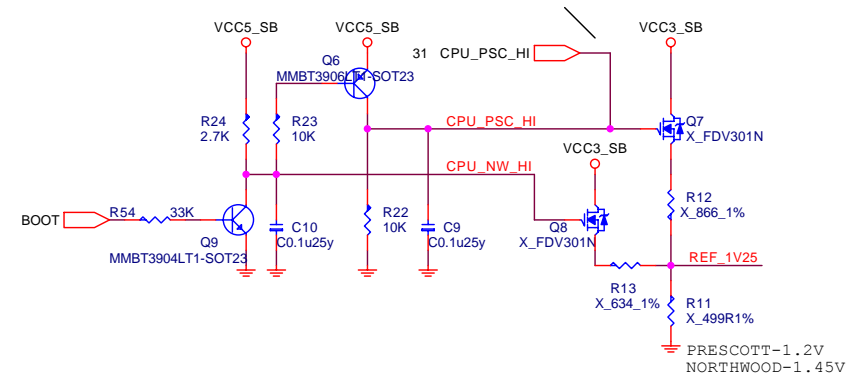 VCC5_SB VCC5_SB VCC3_SB
Q6
MMBT3906LT1-SOT23
31 CPU_PSC_HI
R24
2.7K
R23
10K
CPU_PSC_HI
Q7
X_FDV301N
VCC3_SB
CPU_NW_HI
R12
X_866_1%
BOOT
R54 33K
Q9
MMBT3904LT1-SOT23
C10
C0.1u25y
R22
10K
C9
C0.1u25y
Q8
X_FDV301N
REF_1V25
R13
X_634_1%
R11
X_499R1%
PRESCOTT-1.2V
NORTHWOOD-1.45V